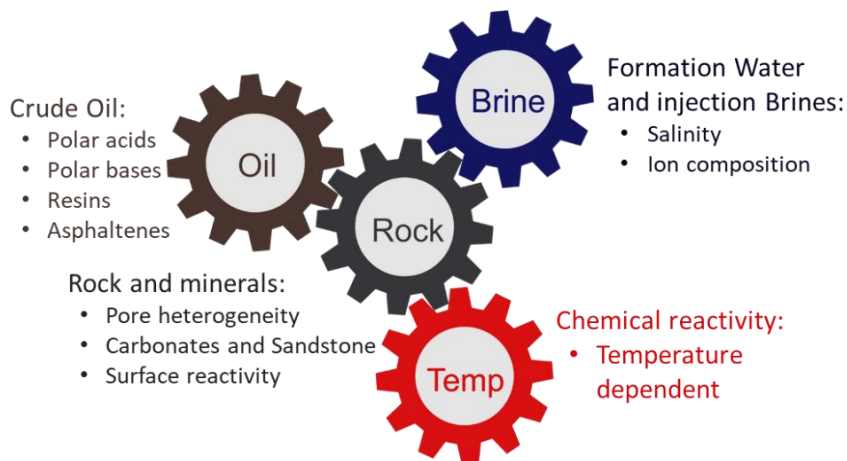 Crude Oil:
• Polar acids
• Polar bases
• Resins
• Asphaltenes
Oil
Brine
Formation Water
and injection Brines:
• Salinity
• Ion composition
Rock
Rock and minerals:
• Pore heterogeneity
• Carbonates and Sandstone
• Surface reactivity
Temp
Chemical reactivity:
• Temperature
dependent